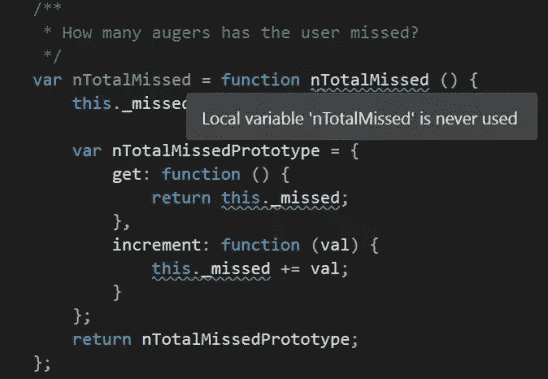 /**
 * How many augers has the user missed?
 */
var nTotalMissed = function nTotalMissed () {
    this._missed
Local variable 'nTotalMissed' is never used
    var nTotalMissedPrototype = {
        get: function () {
            return this._missed;
        },
        increment: function (val) {
            this._missed += val;
        }
    };
    return nTotalMissedPrototype;
};